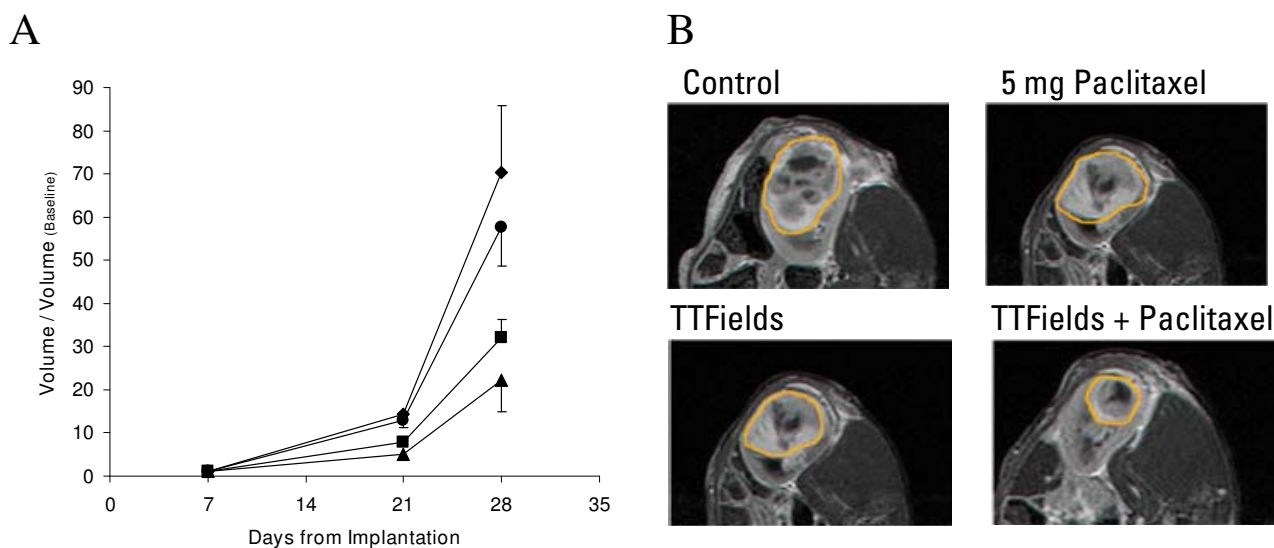 A
90
80
70
60
50
40
30
20
10
0
Volume / Volume (Baseline)
0 7 14 21 28 35
Days from Implantation
B
Control
5 mg Paclitaxel
TTFields
TTFields + Paclitaxel